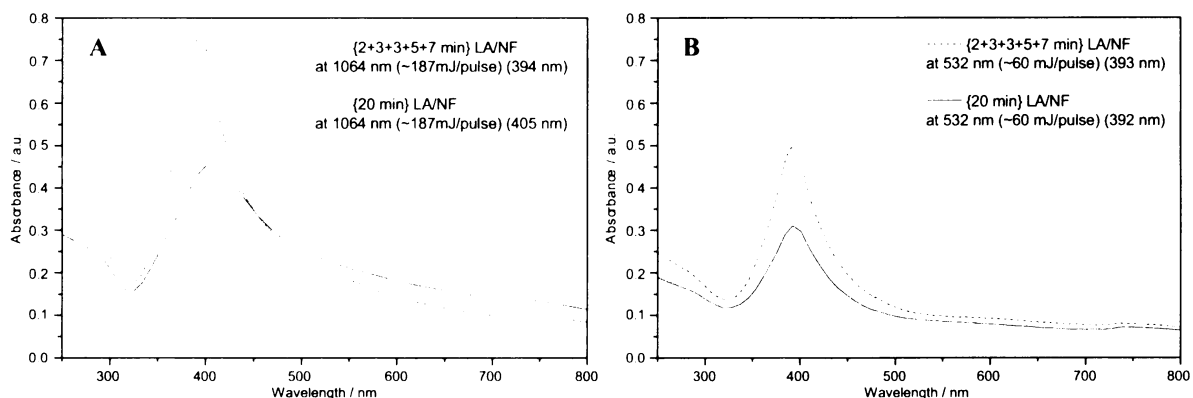 A
{2+3+3+5+7 min} LA/NF
at 1064 nm (~187mJ/pulse) (394 nm)
{20 min} LA/NF
at 1064 nm (~187mJ/pulse) (405 nm)
Absorbance / a.u.
0.8
0.7
0.6
0.5
0.4
0.3
0.2
0.1
0.0
300
400
500
600
700
800
Wavelength / nm
B
{2+3+3+5+7 min} LA/NF
at 532 nm (~60 mJ/pulse) (393 nm)
{20 min} LA/NF
at 532 nm (~60 mJ/pulse) (392 nm)
Absorbance / a.u.
0.8
0.7
0.6
0.5
0.4
0.3
0.2
0.1
0.0
300
400
500
600
700
800
Wavelength / nm